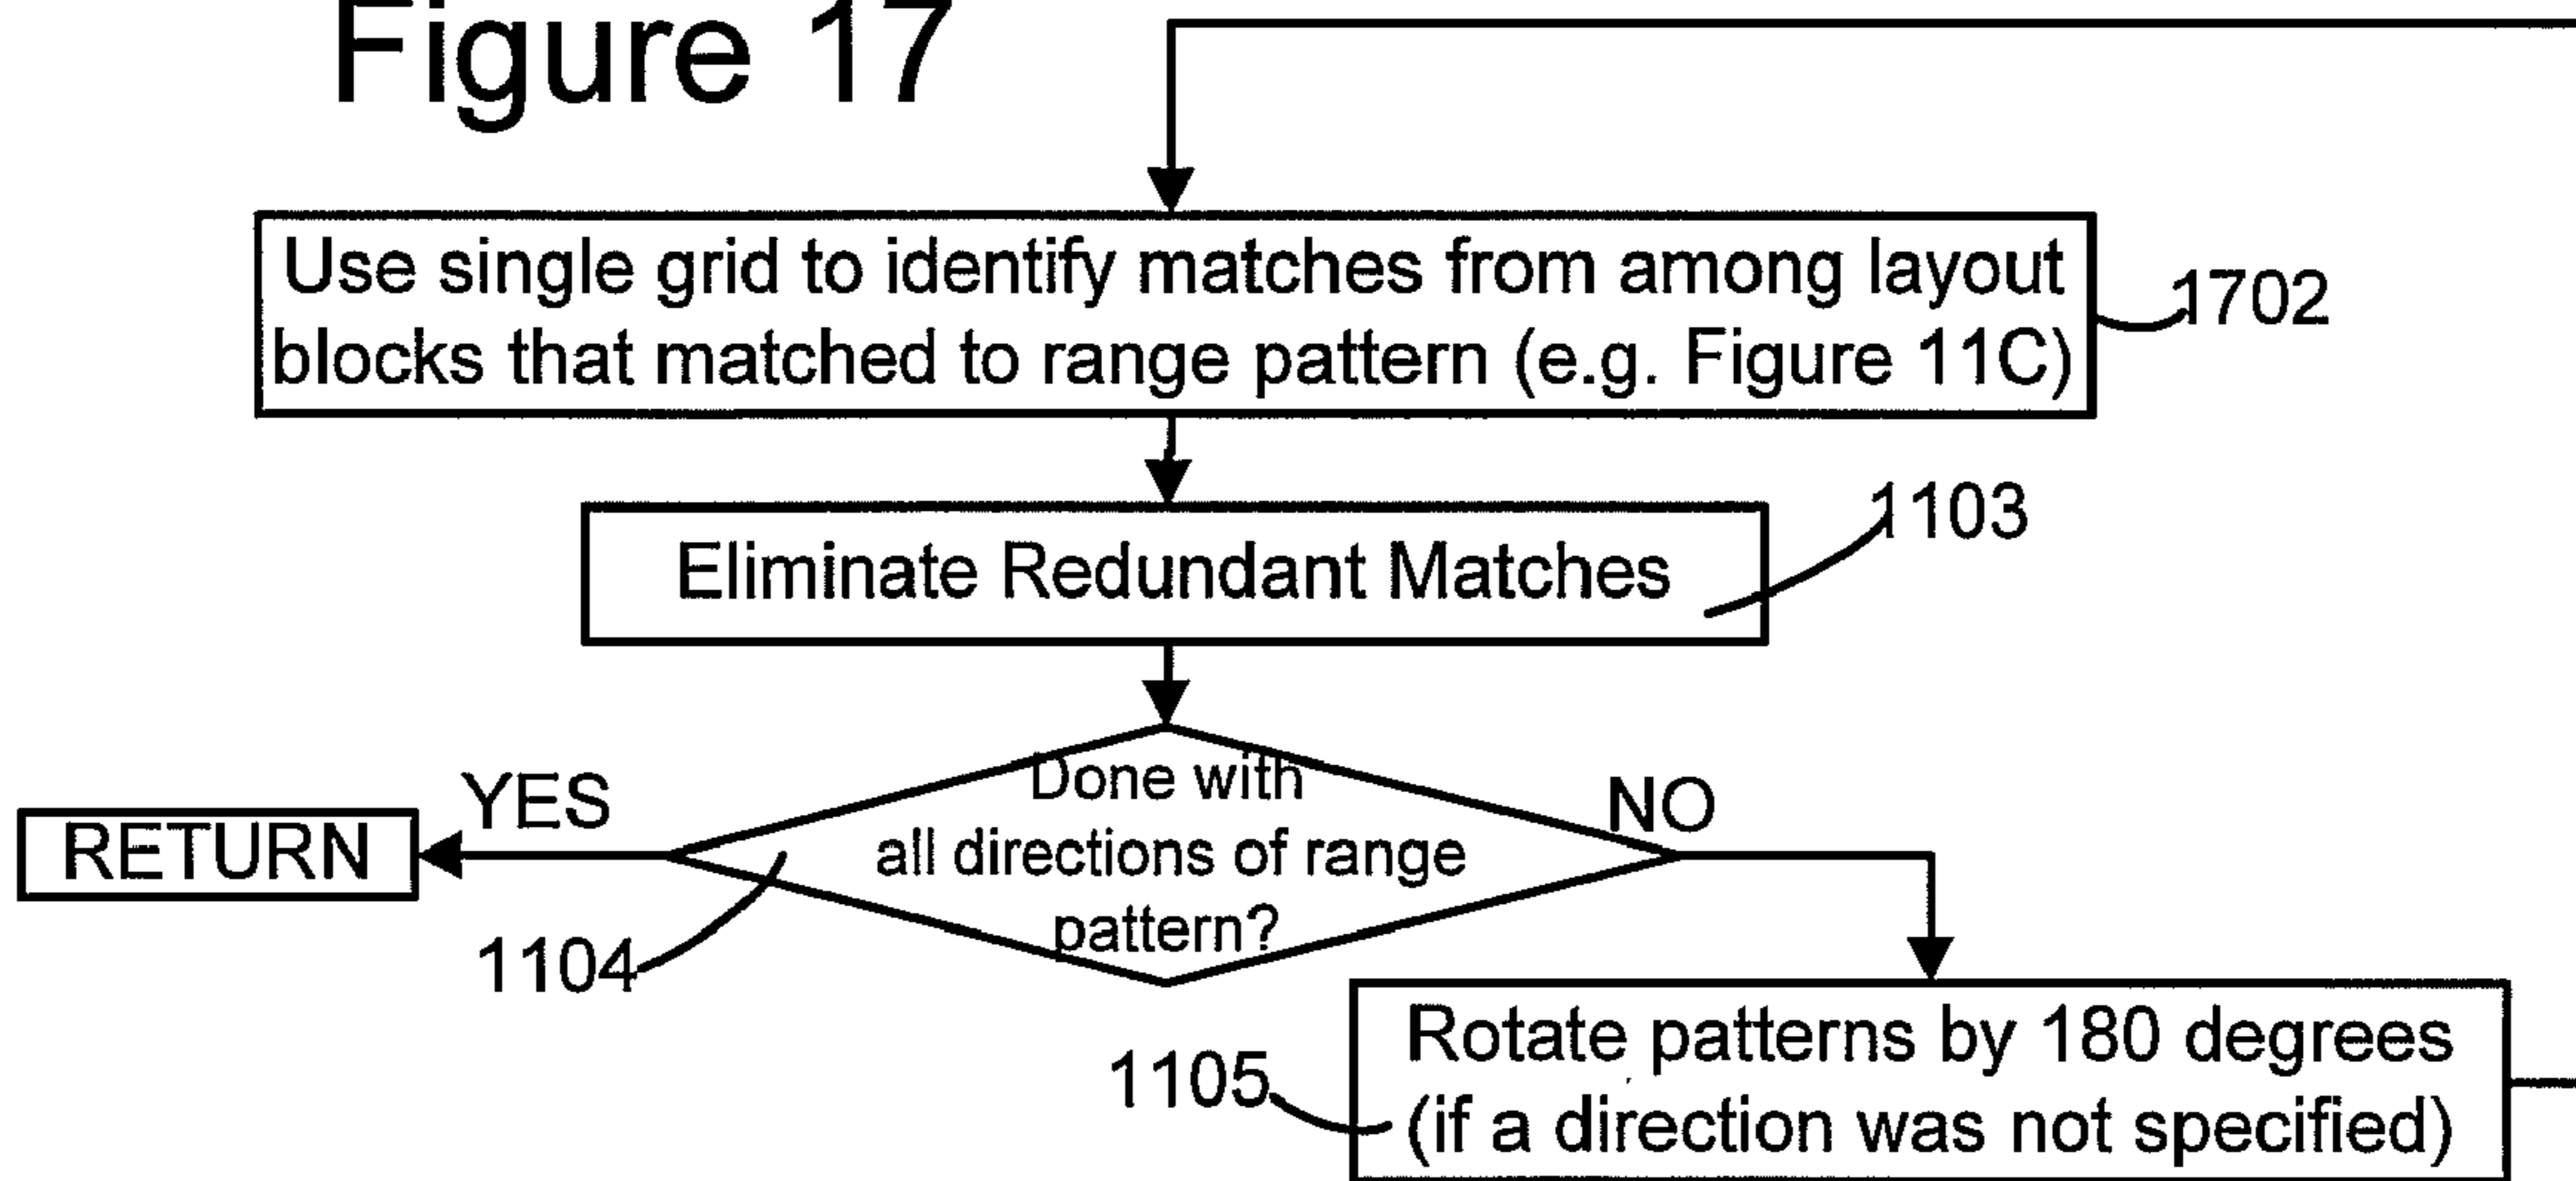 Figure 17
Use single grid to identify matches from among layout
blocks that matched to range pattern (e.g. Figure 11C)
1702
Eliminate Redundant Matches
1103
Done with
all directions of range
pattern?
YES
NO
RETURN
1104
Rotate patterns by 180 degrees
(if a direction was not specified)
1105